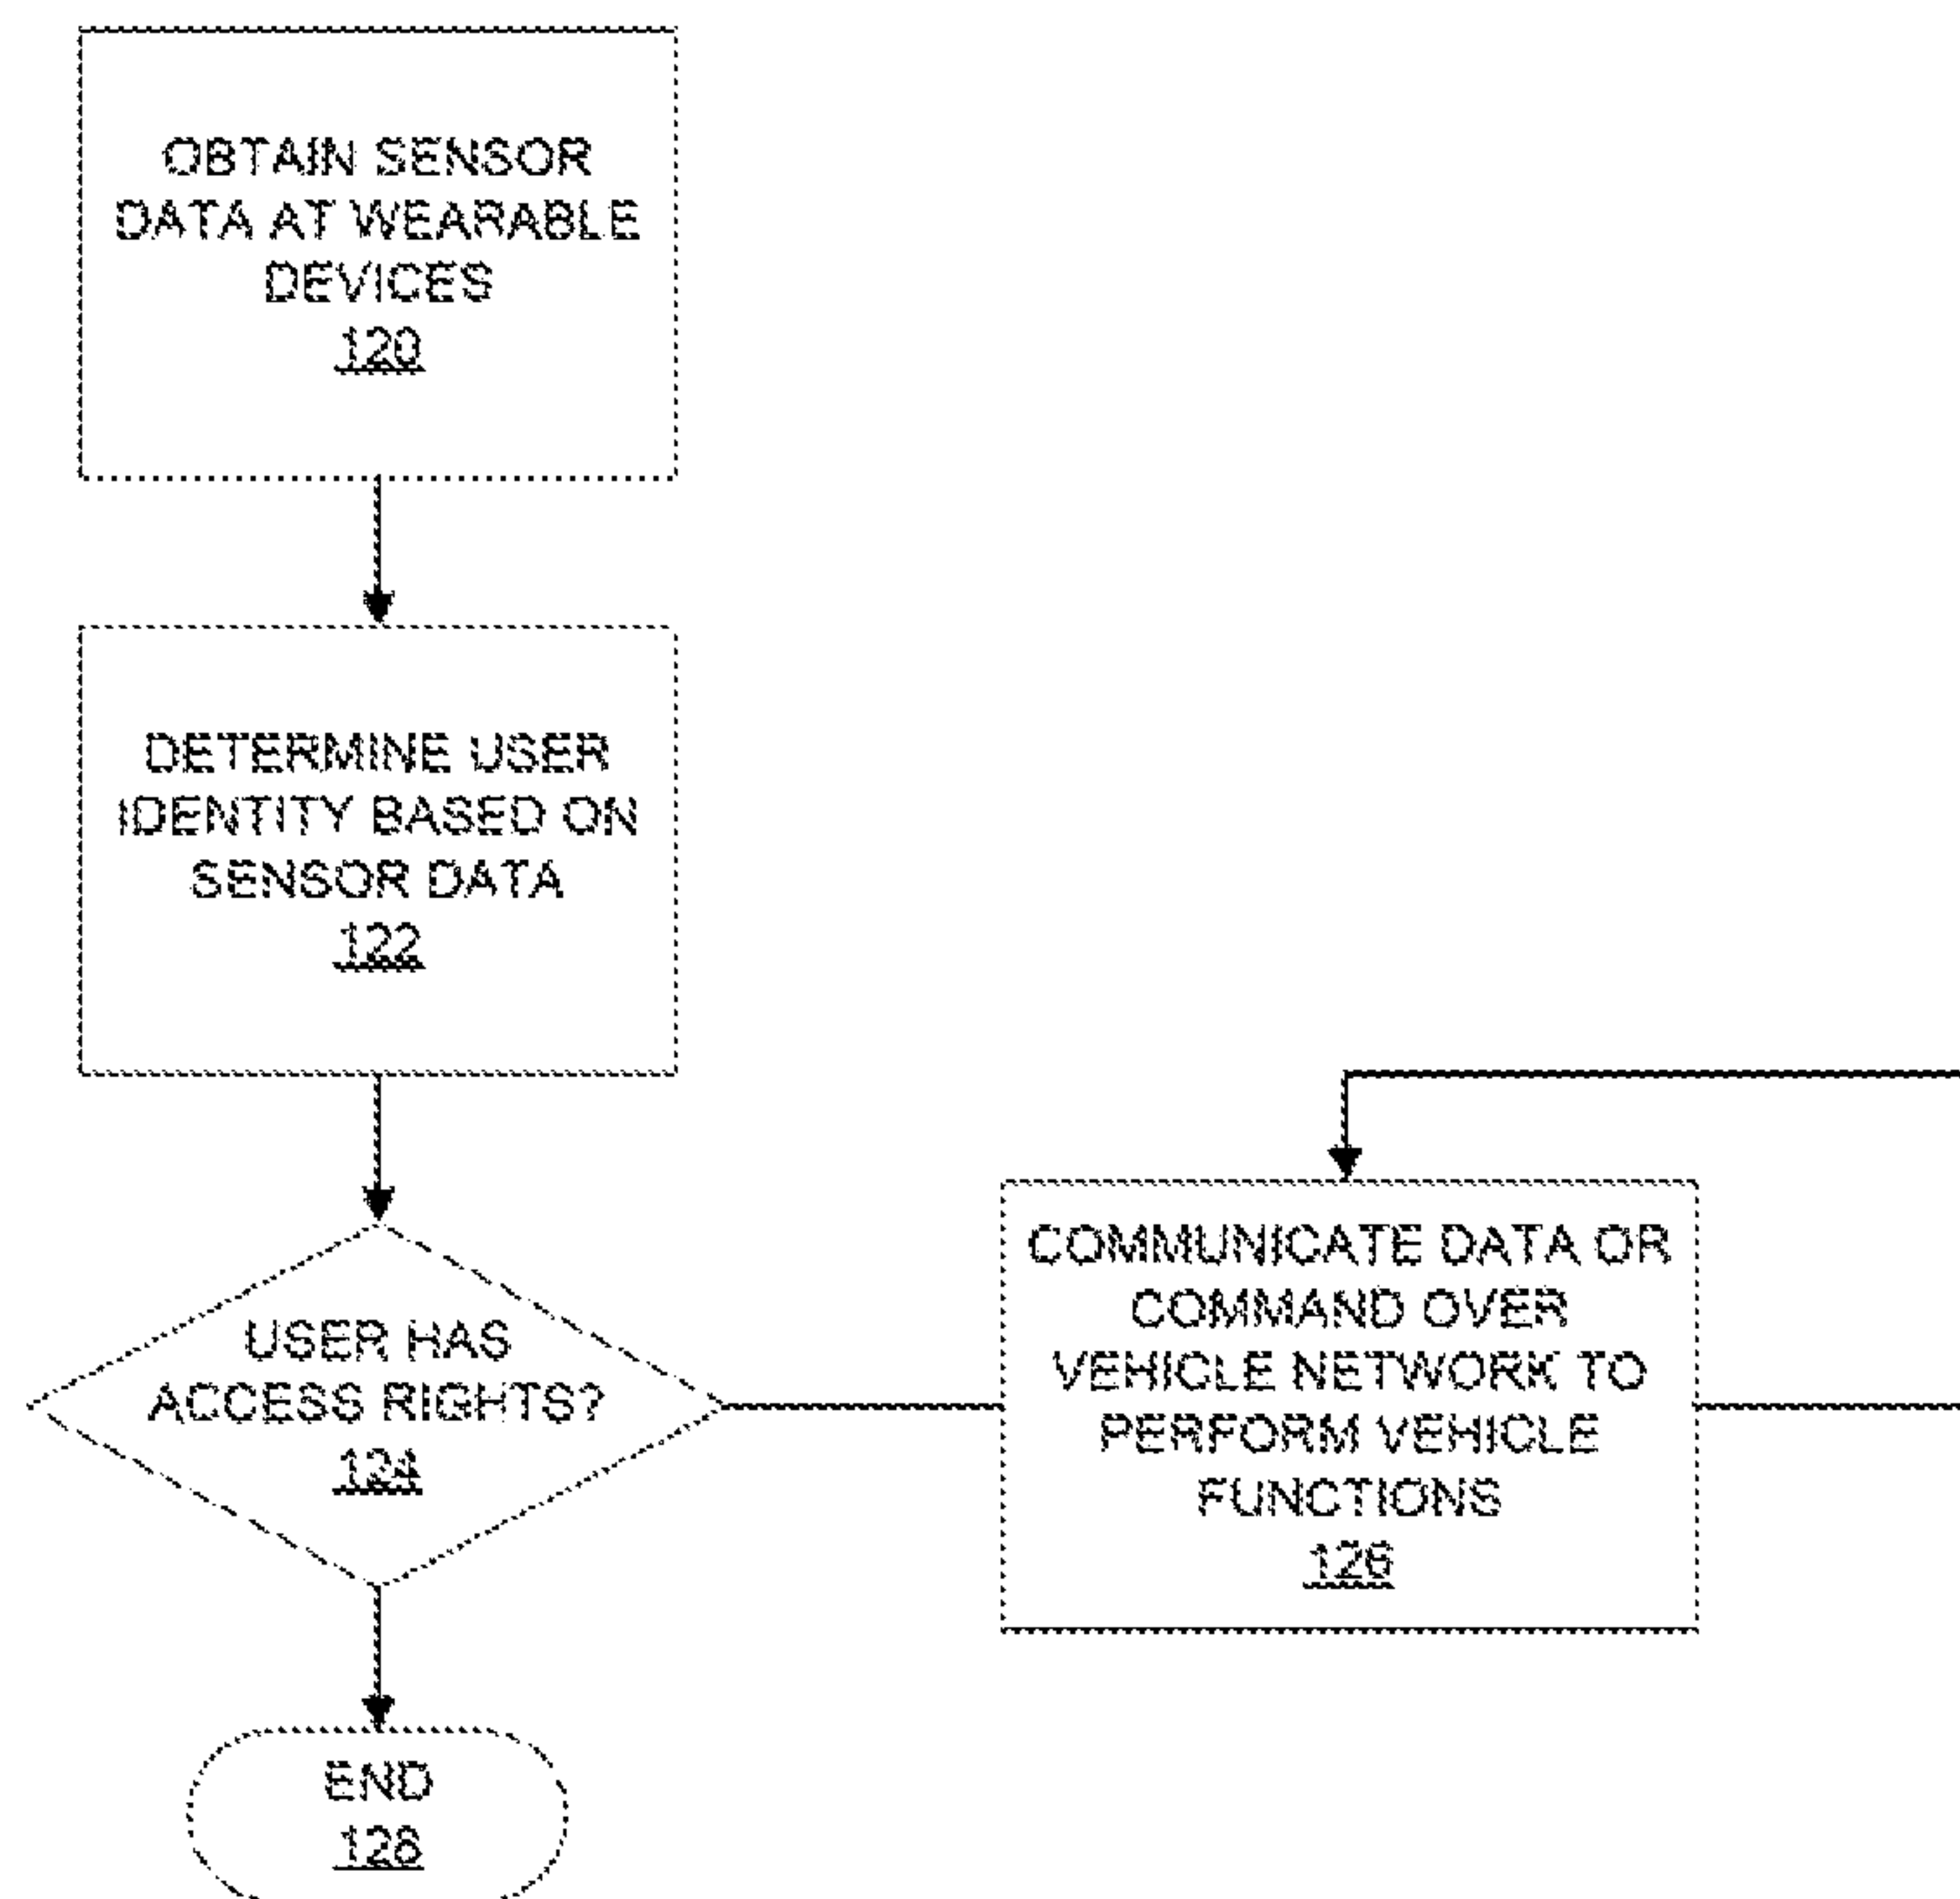 OBTAIN SENSOR
DATA AT WEARABLE
DEVICES
120
DETERMINE USER
IDENTITY BASED ON
SENSOR DATA
122
USER HAS
ACCESS RIGHTS?
124
COMMUNICATE DATA OR
COMMAND OVER
VEHICLE NETWORK TO
PERFORM VEHICLE
FUNCTIONS
126
END
128